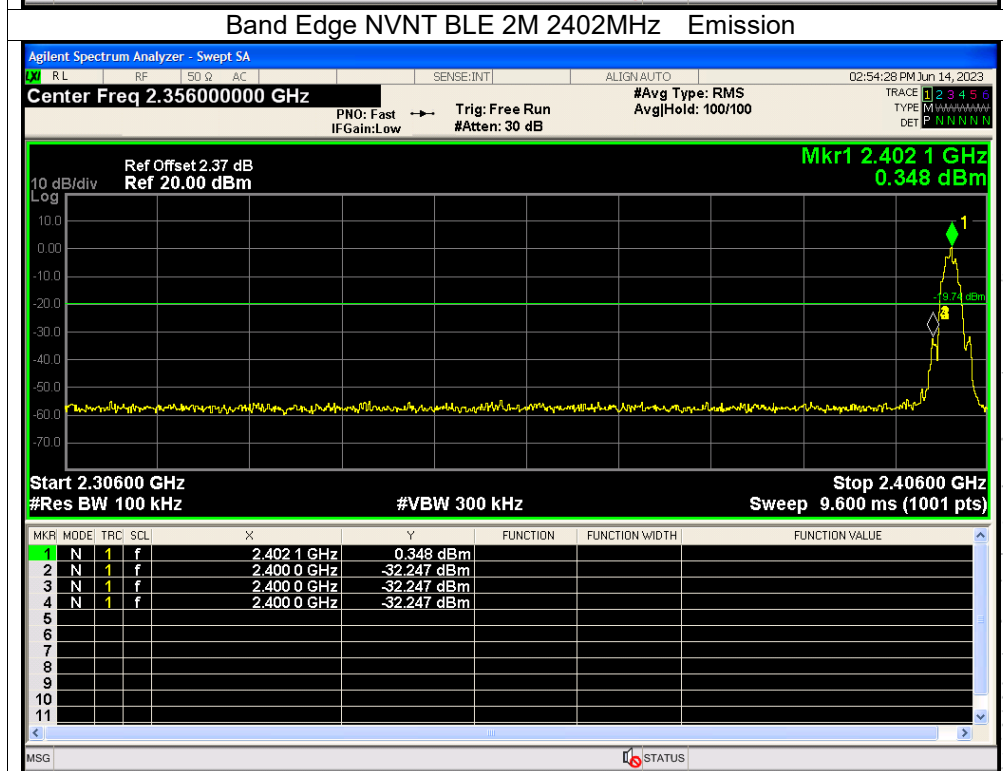 Band Edge NVNT BLE 2M 2402MHz Emission
Agilent Spectrum Analyzer - Swept SA
LXI RL RF 50 Ω AC SENSE:INT ALIGN AUTO 02:54:28 PM Jun 14, 2023
Center Freq 2.356000000 GHz #Avg Type: RMS TRACE 1 2 3 4 5 6
PNO: Fast Trig: Free Run Avg|Hold: 100/100 TYPE M
IFGain:Low #Atten: 30 dB DET P N N N N N
Mkr1 2.402 1 GHz
0.348 dBm
Ref Offset 2.37 dB
10 dB/div Ref 20.00 dBm
Log
10.0
1
0.00
-10.0
-19.74 dBm
-20.0
-30.0
-40.0
-50.0
-60.0
-70.0
Start 2.30600 GHz Stop 2.40600 GHz
#Res BW 100 kHz #VBW 300 kHz Sweep 9.600 ms (1001 pts)
MKR MODE TRC SCL X Y FUNCTION FUNCTION WIDTH FUNCTION VALUE
1 N 1 f 2.402 1 GHz 0.348 dBm
2 N 1 f 2.400 0 GHz -32.247 dBm
3 N 1 f 2.400 0 GHz -32.247 dBm
4 N 1 f 2.400 0 GHz -32.247 dBm
5
6
7
8
9
10
11
MSG STATUS